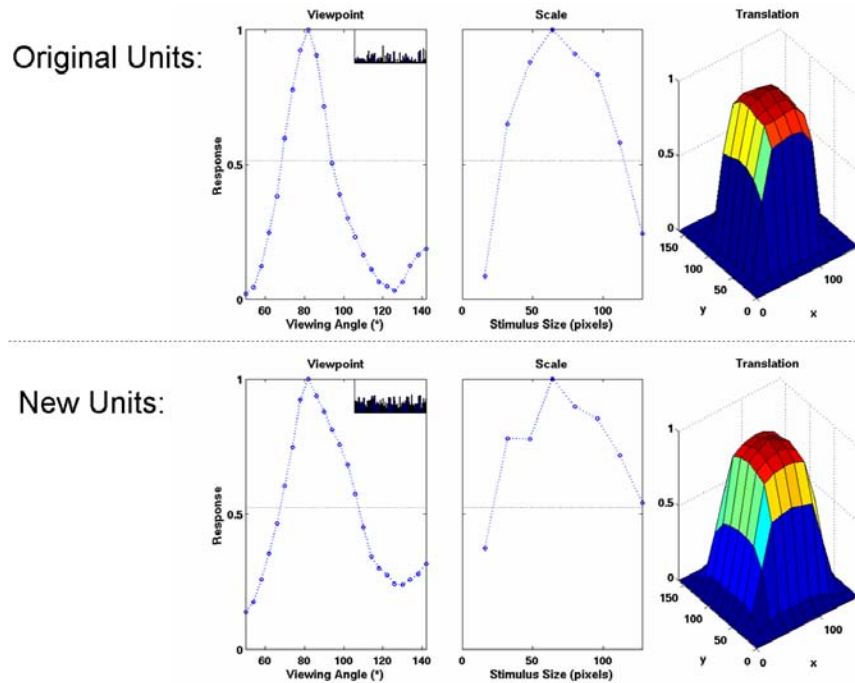 Original Units:
Viewpoint
Scale
Translation
Response
1
0.5
0
60 80 100 120 140
Viewing Angle (°)
0 50 100
Stimulus Size (pixels)
1
0.5
0
150
100
50
0
y
0
100
x
New Units:
Viewpoint
Scale
Translation
Response
1
0.5
0
60 80 100 120 140
Viewing Angle (°)
0 50 100
Stimulus Size (pixels)
1
0.5
0
150
100
50
0
y
0
100
x